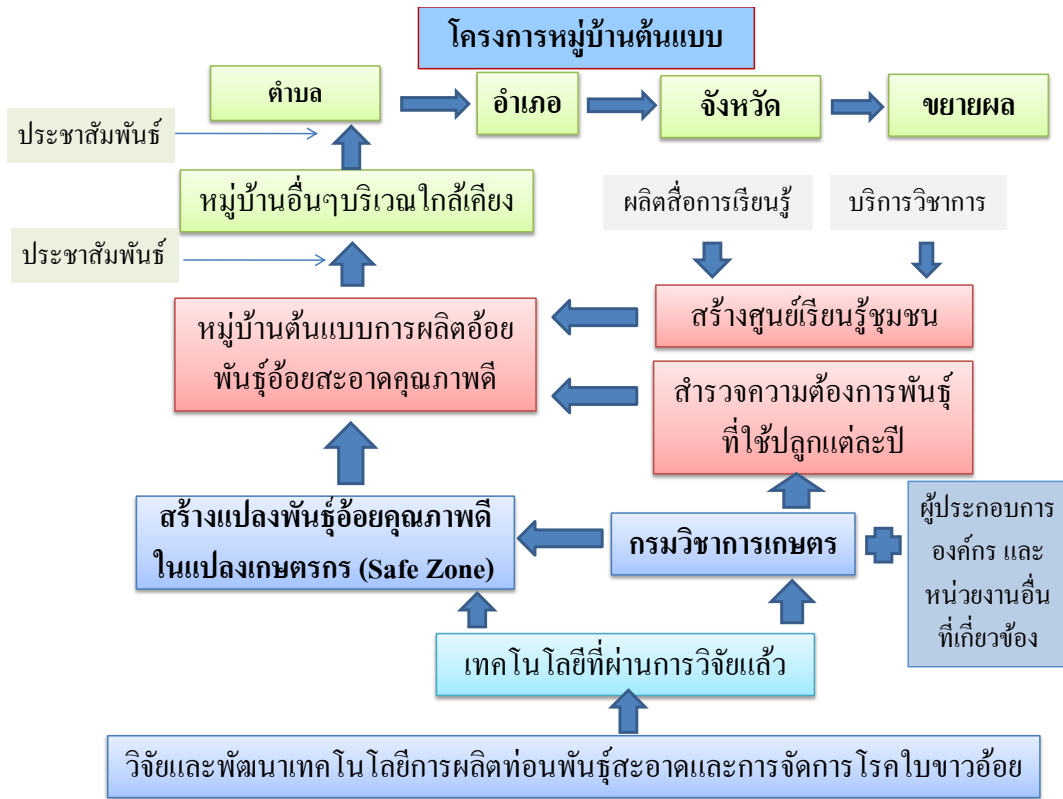 โครงการหมู่บ้านต้นแบบ
ตำบล
อำเภอ
จังหวัด
ขยายผล
ประชาสัมพันธ์
หมู่บ้านอื่นๆบริเวณใกล้เคียง
ผลิตสื่อการเรียนรู้
บริการวิชาการ
ประชาสัมพันธ์
หมู่บ้านต้นแบบการผลิตอ้อย
พันธุ์อ้อยสะอาดคุณภาพดี
สร้างศูนย์เรียนรู้ชุมชน
สำรวจความต้องการพันธุ์
ที่ใช้ปลูกแต่ละปี
สร้างแปลงพันธุ์อ้อยคุณภาพดี
ในแปลงเกษตรกร (Safe Zone)
กรมวิชาการเกษตร
ผู้ประกอบการ
องค์กร และ
หน่วยงานอื่น
ที่เกี่ยวข้อง
เทคโนโลยีที่ผ่านการวิจัยแล้ว
วิจัยและพัฒนาเทคโนโลยีการผลิตท่อนพันธุ์สะอาดและการจัดการโรคใบขาวอ้อย